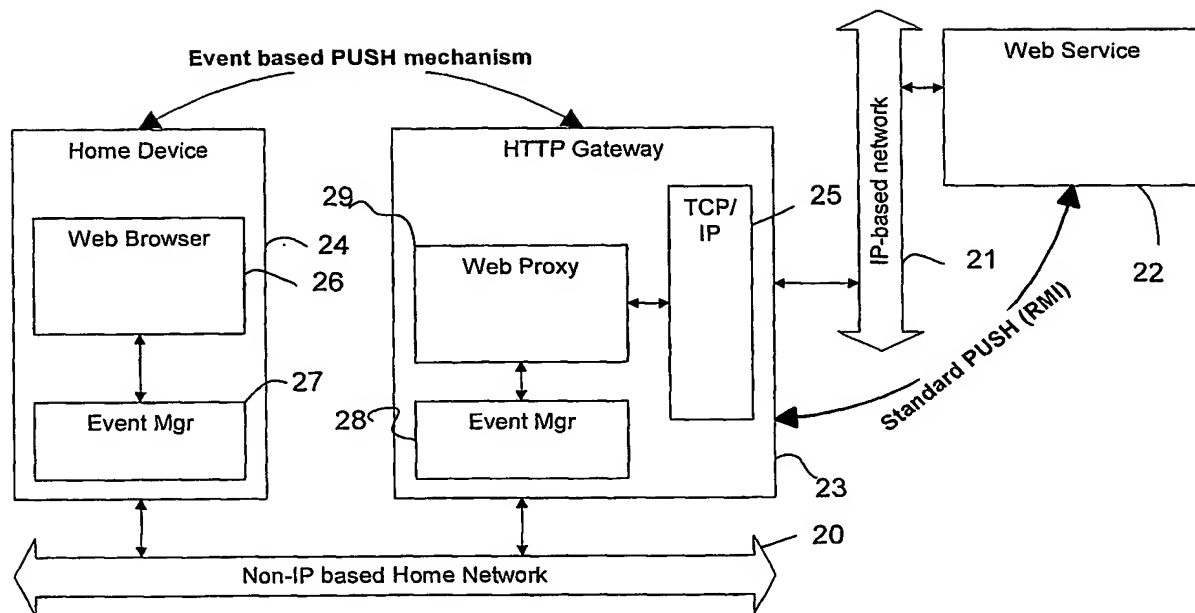 Event based PUSH mechanism
Web Service
Home Device
HTTP Gateway
IP-based network
29
TCP/
IP
25
Web Browser
24
Web Proxy
26
21
22
Standard PUSH (RMI)
27
Event Mgr
28
Event Mgr
23
20
Non-IP based Home Network